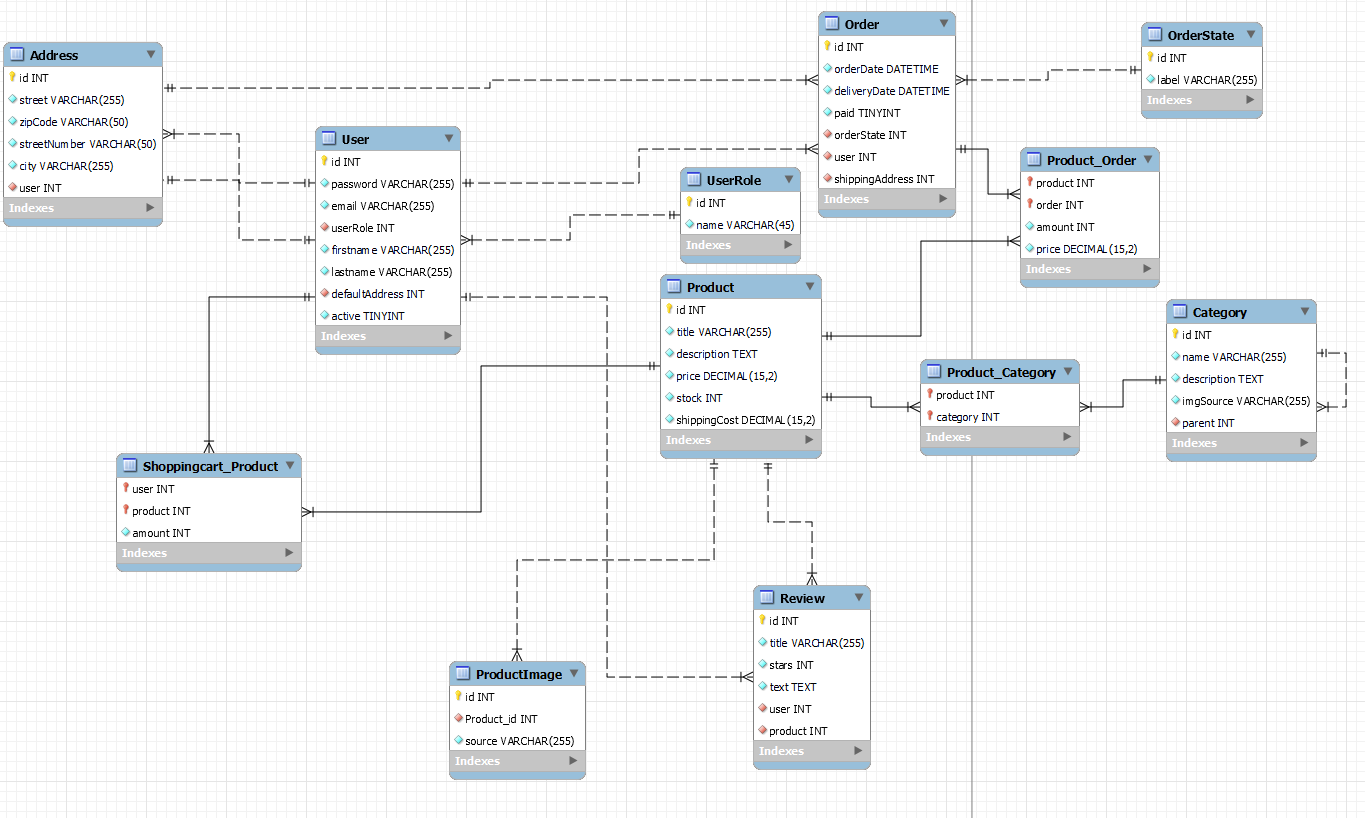 Address
id INT
street VARCHAR(255)
zipCode VARCHAR(50)
streetNumber VARCHAR(50)
city VARCHAR(255)
user INT
Indexes
User
id INT
password VARCHAR(255)
email VARCHAR(255)
userRole INT
firstname VARCHAR(255)
lastname VARCHAR(255)
defaultAddress INT
active TINYINT
Indexes
Order
id INT
orderDate DATETIME
deliveryDate DATETIME
paid TINYINT
orderState INT
user INT
shippingAddress INT
Indexes
OrderState
id INT
label VARCHAR(255)
Indexes
UserRole
id INT
name VARCHAR(45)
Indexes
Product_Order
product INT
order INT
amount INT
price DECIMAL(15,2)
Indexes
Product
id INT
title VARCHAR(255)
description TEXT
price DECIMAL(15,2)
stock INT
shippingCost DECIMAL(15,2)
Indexes
Product_Category
product INT
category INT
Indexes
Category
id INT
name VARCHAR(255)
description TEXT
imgSource VARCHAR(255)
parent INT
Indexes
Shoppingcart_Product
user INT
product INT
amount INT
Indexes
ProductImage
id INT
Product_id INT
source VARCHAR(255)
Indexes
Review
id INT
title VARCHAR(255)
stars INT
text TEXT
user INT
product INT
Indexes